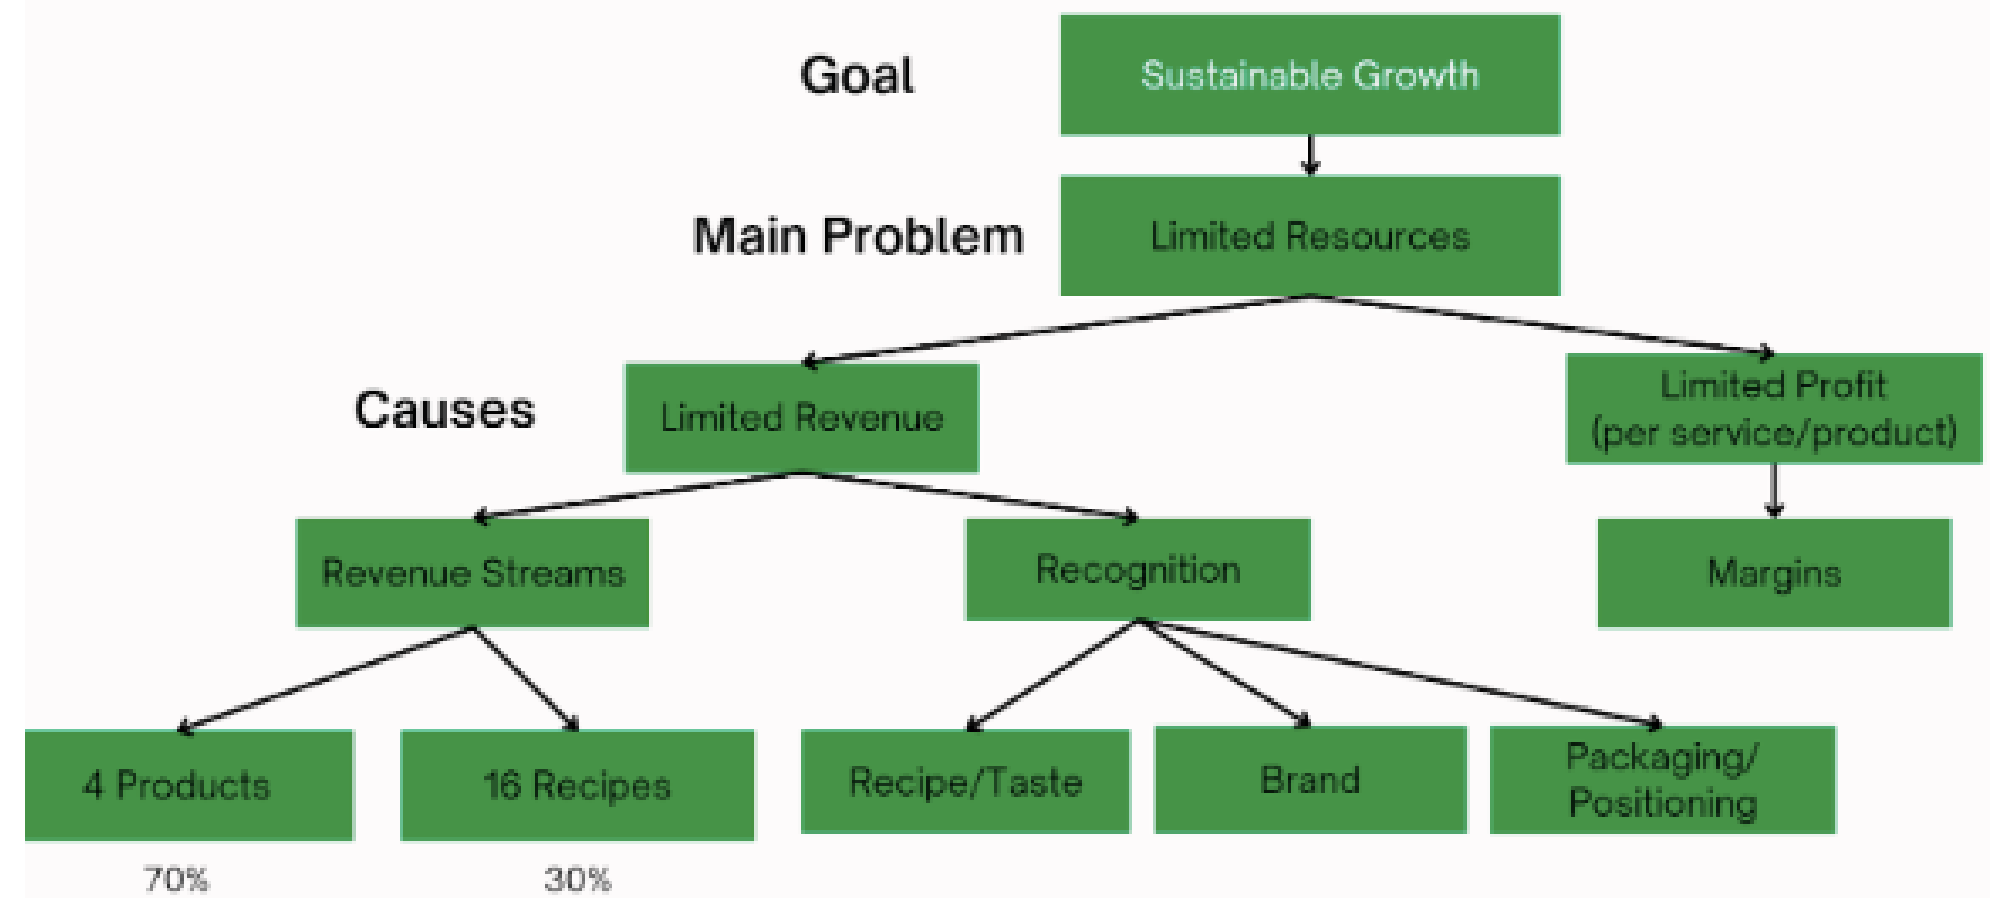 Goal
Sustainable Growth
Main Problem
Limited Resources
Causes
Limited Revenue
Limited Profit
(per service/product)
Revenue Streams
Recognition
Margins
4 Products
16 Recipes
Recipe/Taste
Brand
Packaging/
Positioning
70%
30%